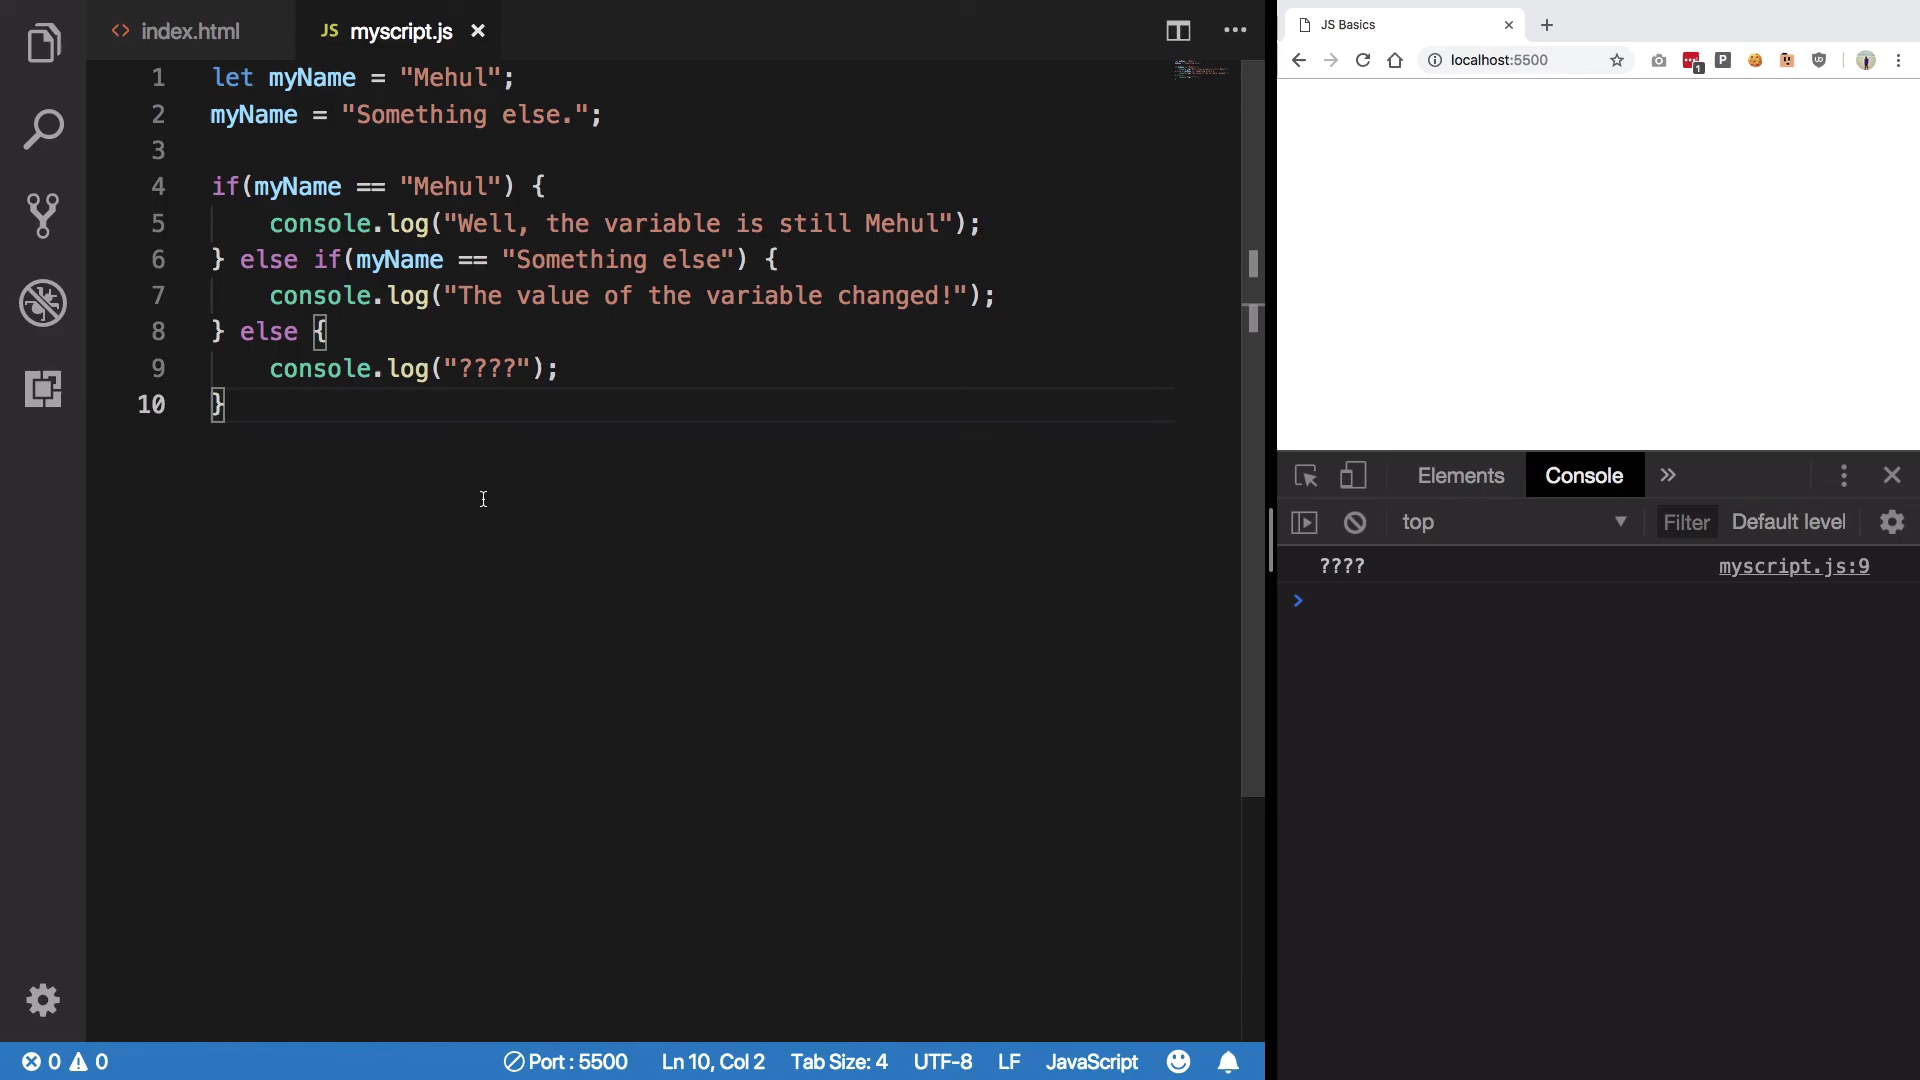 index.html
JS myscript.js
1 let myName = "Mehul";
2 myName = "Something else.";
3
4 if(myName == "Mehul") {
5 console.log("Well, the variable is still Mehul");
6 } else if(myName == "Something else") {
7 console.log("The value of the variable changed!");
8 } else {
9 console.log("????");
10 }
0 0 Port : 5500 Ln 10, Col 2 Tab Size: 4 UTF-8 LF JavaScript
JS Basics
localhost:5500 1 P
Elements Console
top Filter Default level
???? myscript.js:9